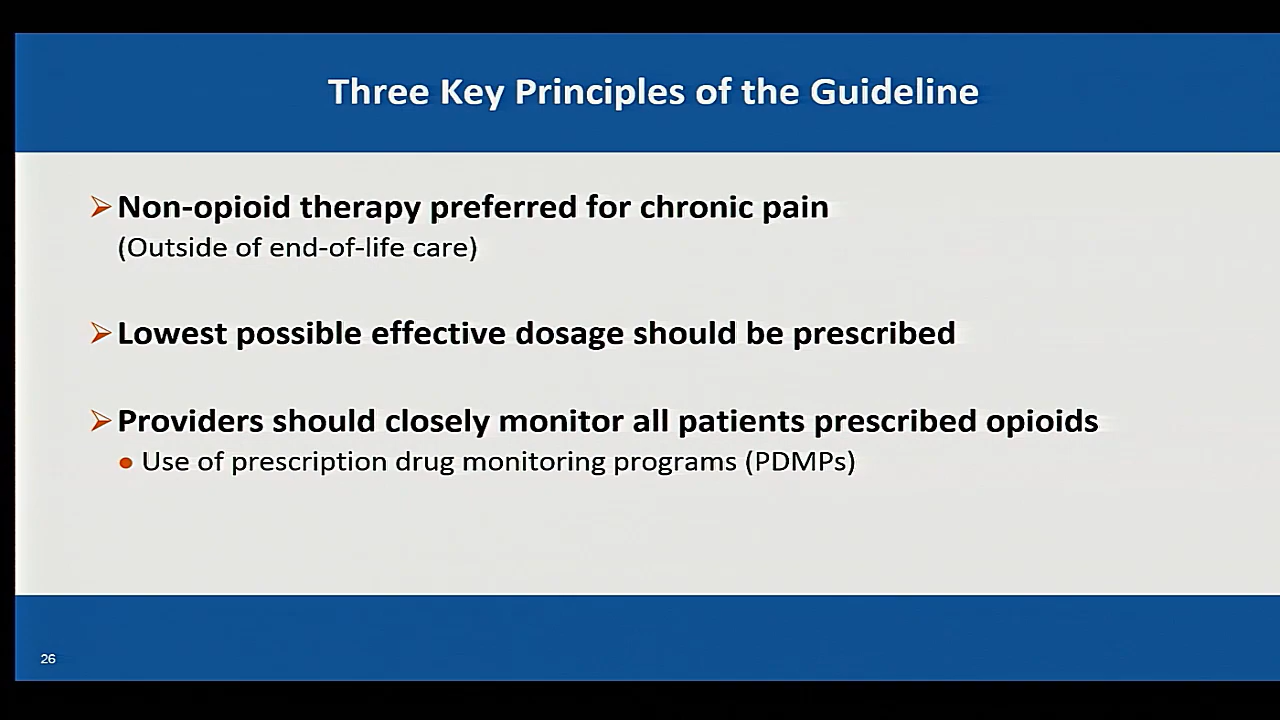 Three Key Principles of the Guideline
Non-opioid therapy preferred for chronic pain
(Outside of end-of-life care)
Lowest possible effective dosage should be prescribed
Providers should closely monitor all patients prescribed opioids
Use of prescription drug monitoring programs (PDMPs)
26